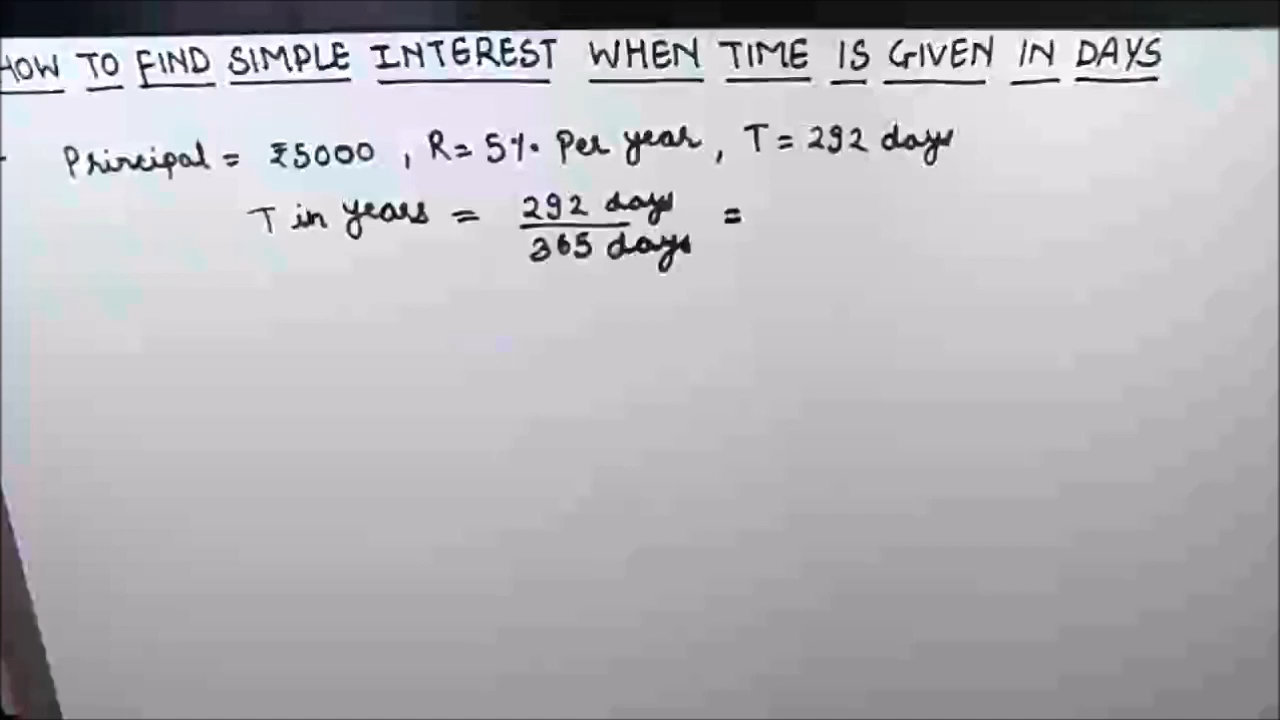 HOW TO FIND SIMPLE INTEREST WHEN TIME IS GIVEN IN DAYS
Principal = ₹5000 , R = 5% Per year , T = 292 days
T in years = 292 days / 365 days =